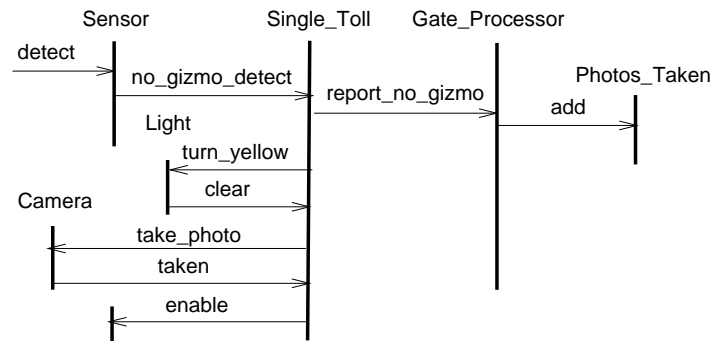 Sensor
Single_Toll
Gate_Processor
detect
no_gizmo_detect
report_no_gizmo
Photos_Taken
add
Light
turn_yellow
clear
Camera
take_photo
taken
enable